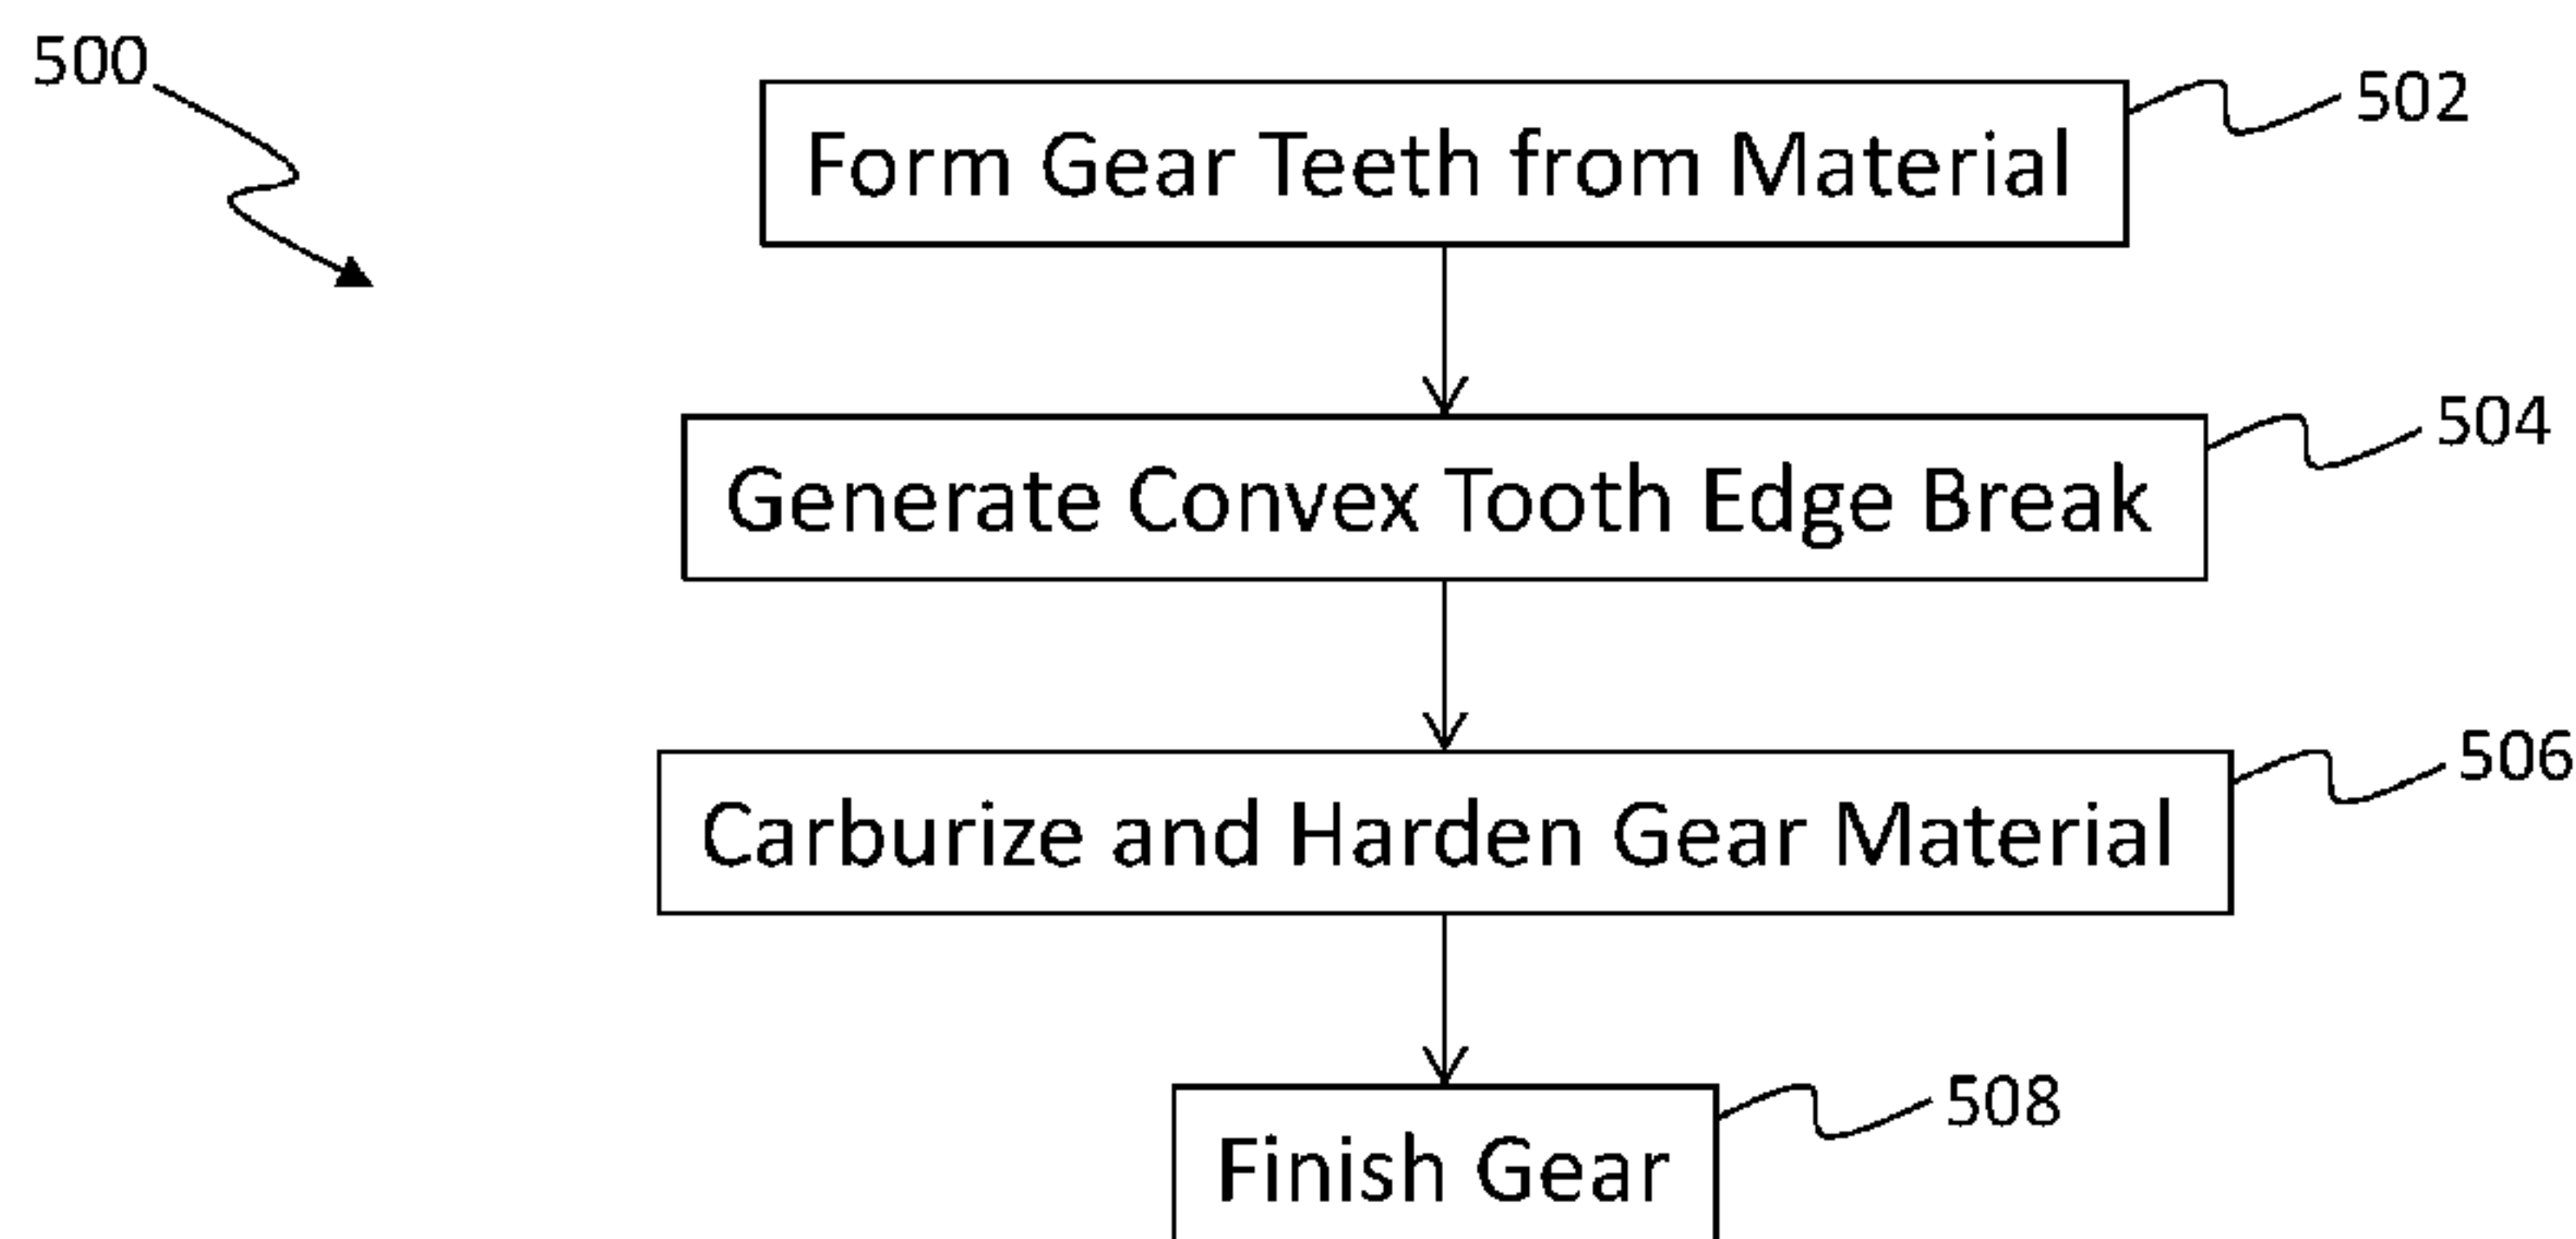 500
Form Gear Teeth from Material
502
Generate Convex Tooth Edge Break
504
Carburize and Harden Gear Material
506
Finish Gear
508